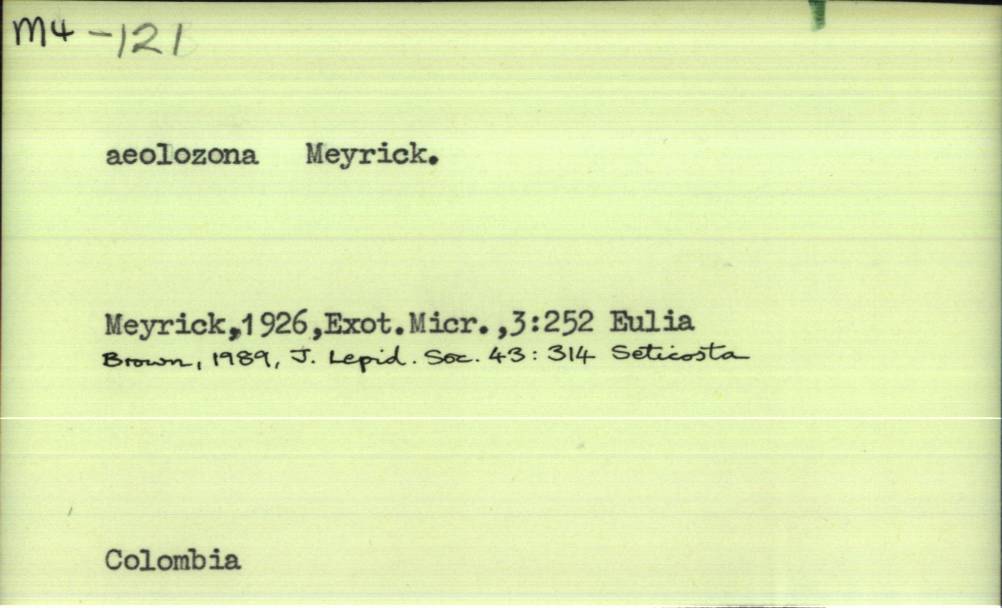 M4 -121
aeolozona Meyrick.
Meyrick,1926,Exot.Micr.,3:252 Eulia
Brown, 1989, J. Lepid. Soc. 43: 314 Seticosta
Colombia